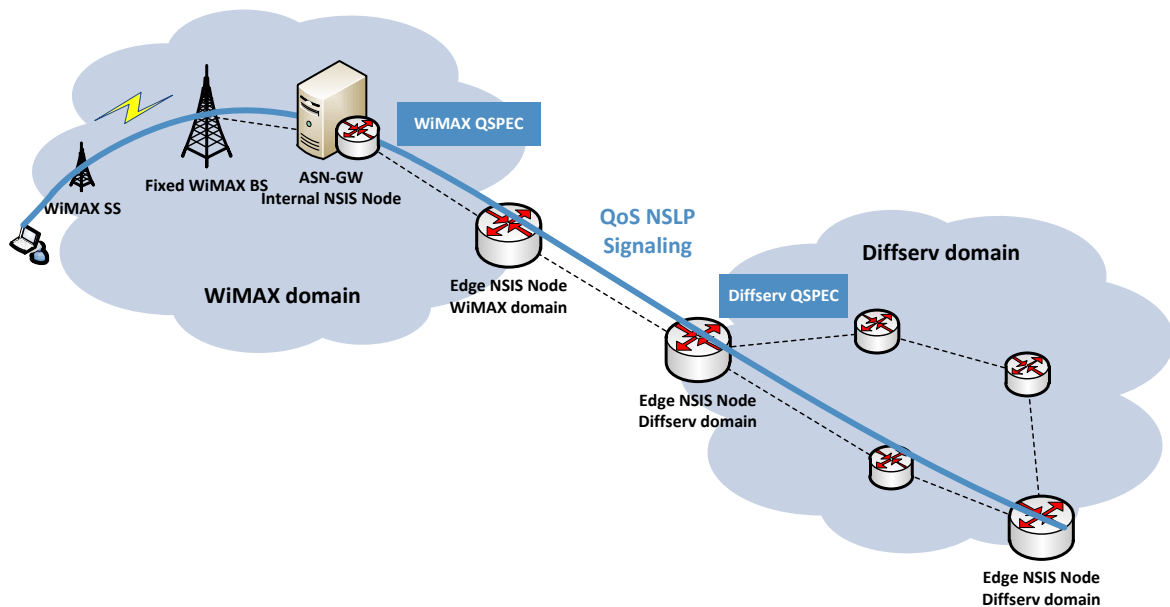 WiMAX QSPEC
Fixed WiMAX BS
ASN-GW
Internal NSIS Node
WiMAX SS
QoS NSLP
Signaling
Diffserv domain
WiMAX domain
Edge NSIS Node
WiMAX domain
Diffserv QSPEC
Edge NSIS Node
Diffserv domain
Edge NSIS Node
Diffserv domain